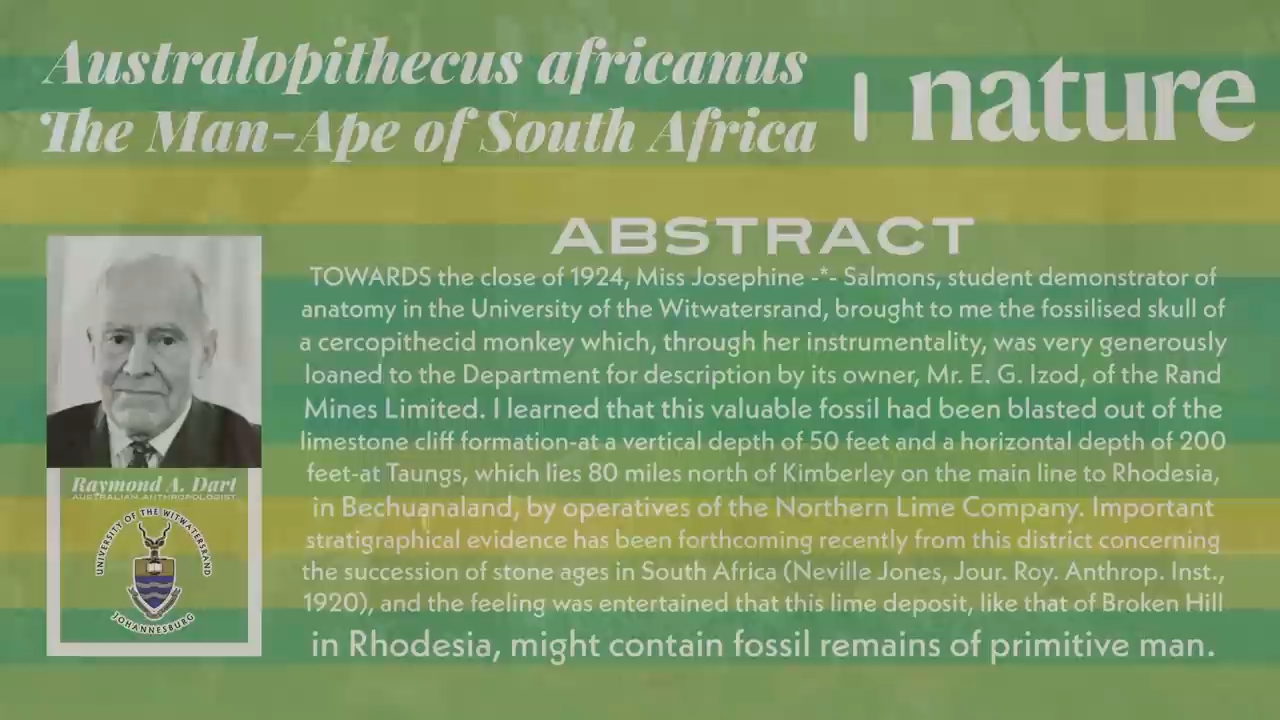 Australopithecus africanus
The Man-Ape of South Africa
| nature
ABSTRACT
TOWARDS the close of 1924, Miss Josephine -*- Salmons, student demonstrator of
anatomy in the University of the Witwatersrand, brought to me the fossilised skull of
a cercopithecid monkey which, through her instrumentality, was very generously
loaned to the Department for description by its owner, Mr. E. G. Izod, of the Rand
Mines Limited. I learned that this valuable fossil had been blasted out of the
limestone cliff formation-at a vertical depth of 50 feet and a horizontal depth of 200
feet-at Taungs, which lies 80 miles north of Kimberley on the main line to Rhodesia,
in Bechuanaland, by operatives of the Northern Lime Company. Important
stratigraphical evidence has been forthcoming recently from this district concerning
the succession of stone ages in South Africa (Neville Jones, Jour. Roy. Anthrop. Inst.,
1920), and the feeling was entertained that this lime deposit, like that of Broken Hill
in Rhodesia, might contain fossil remains of primitive man.
Raymond A. Dart
AUSTRALIAN ANTHROPOLOGIST
UNIVERSITY OF THE WITWATERSRAND
JOHANNESBURG